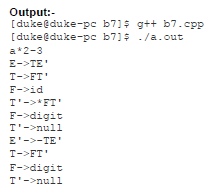 Output:-
[duke@duke-pc b7]$ g++ b7.cpp
[duke@duke-pc b7]$ ./a.out
a*2-3
E->TE'
T->FT'
F->id
T'->*FT'
F->digit
T'->null
E'->-TE'
T->FT'
F->digit
T'->null